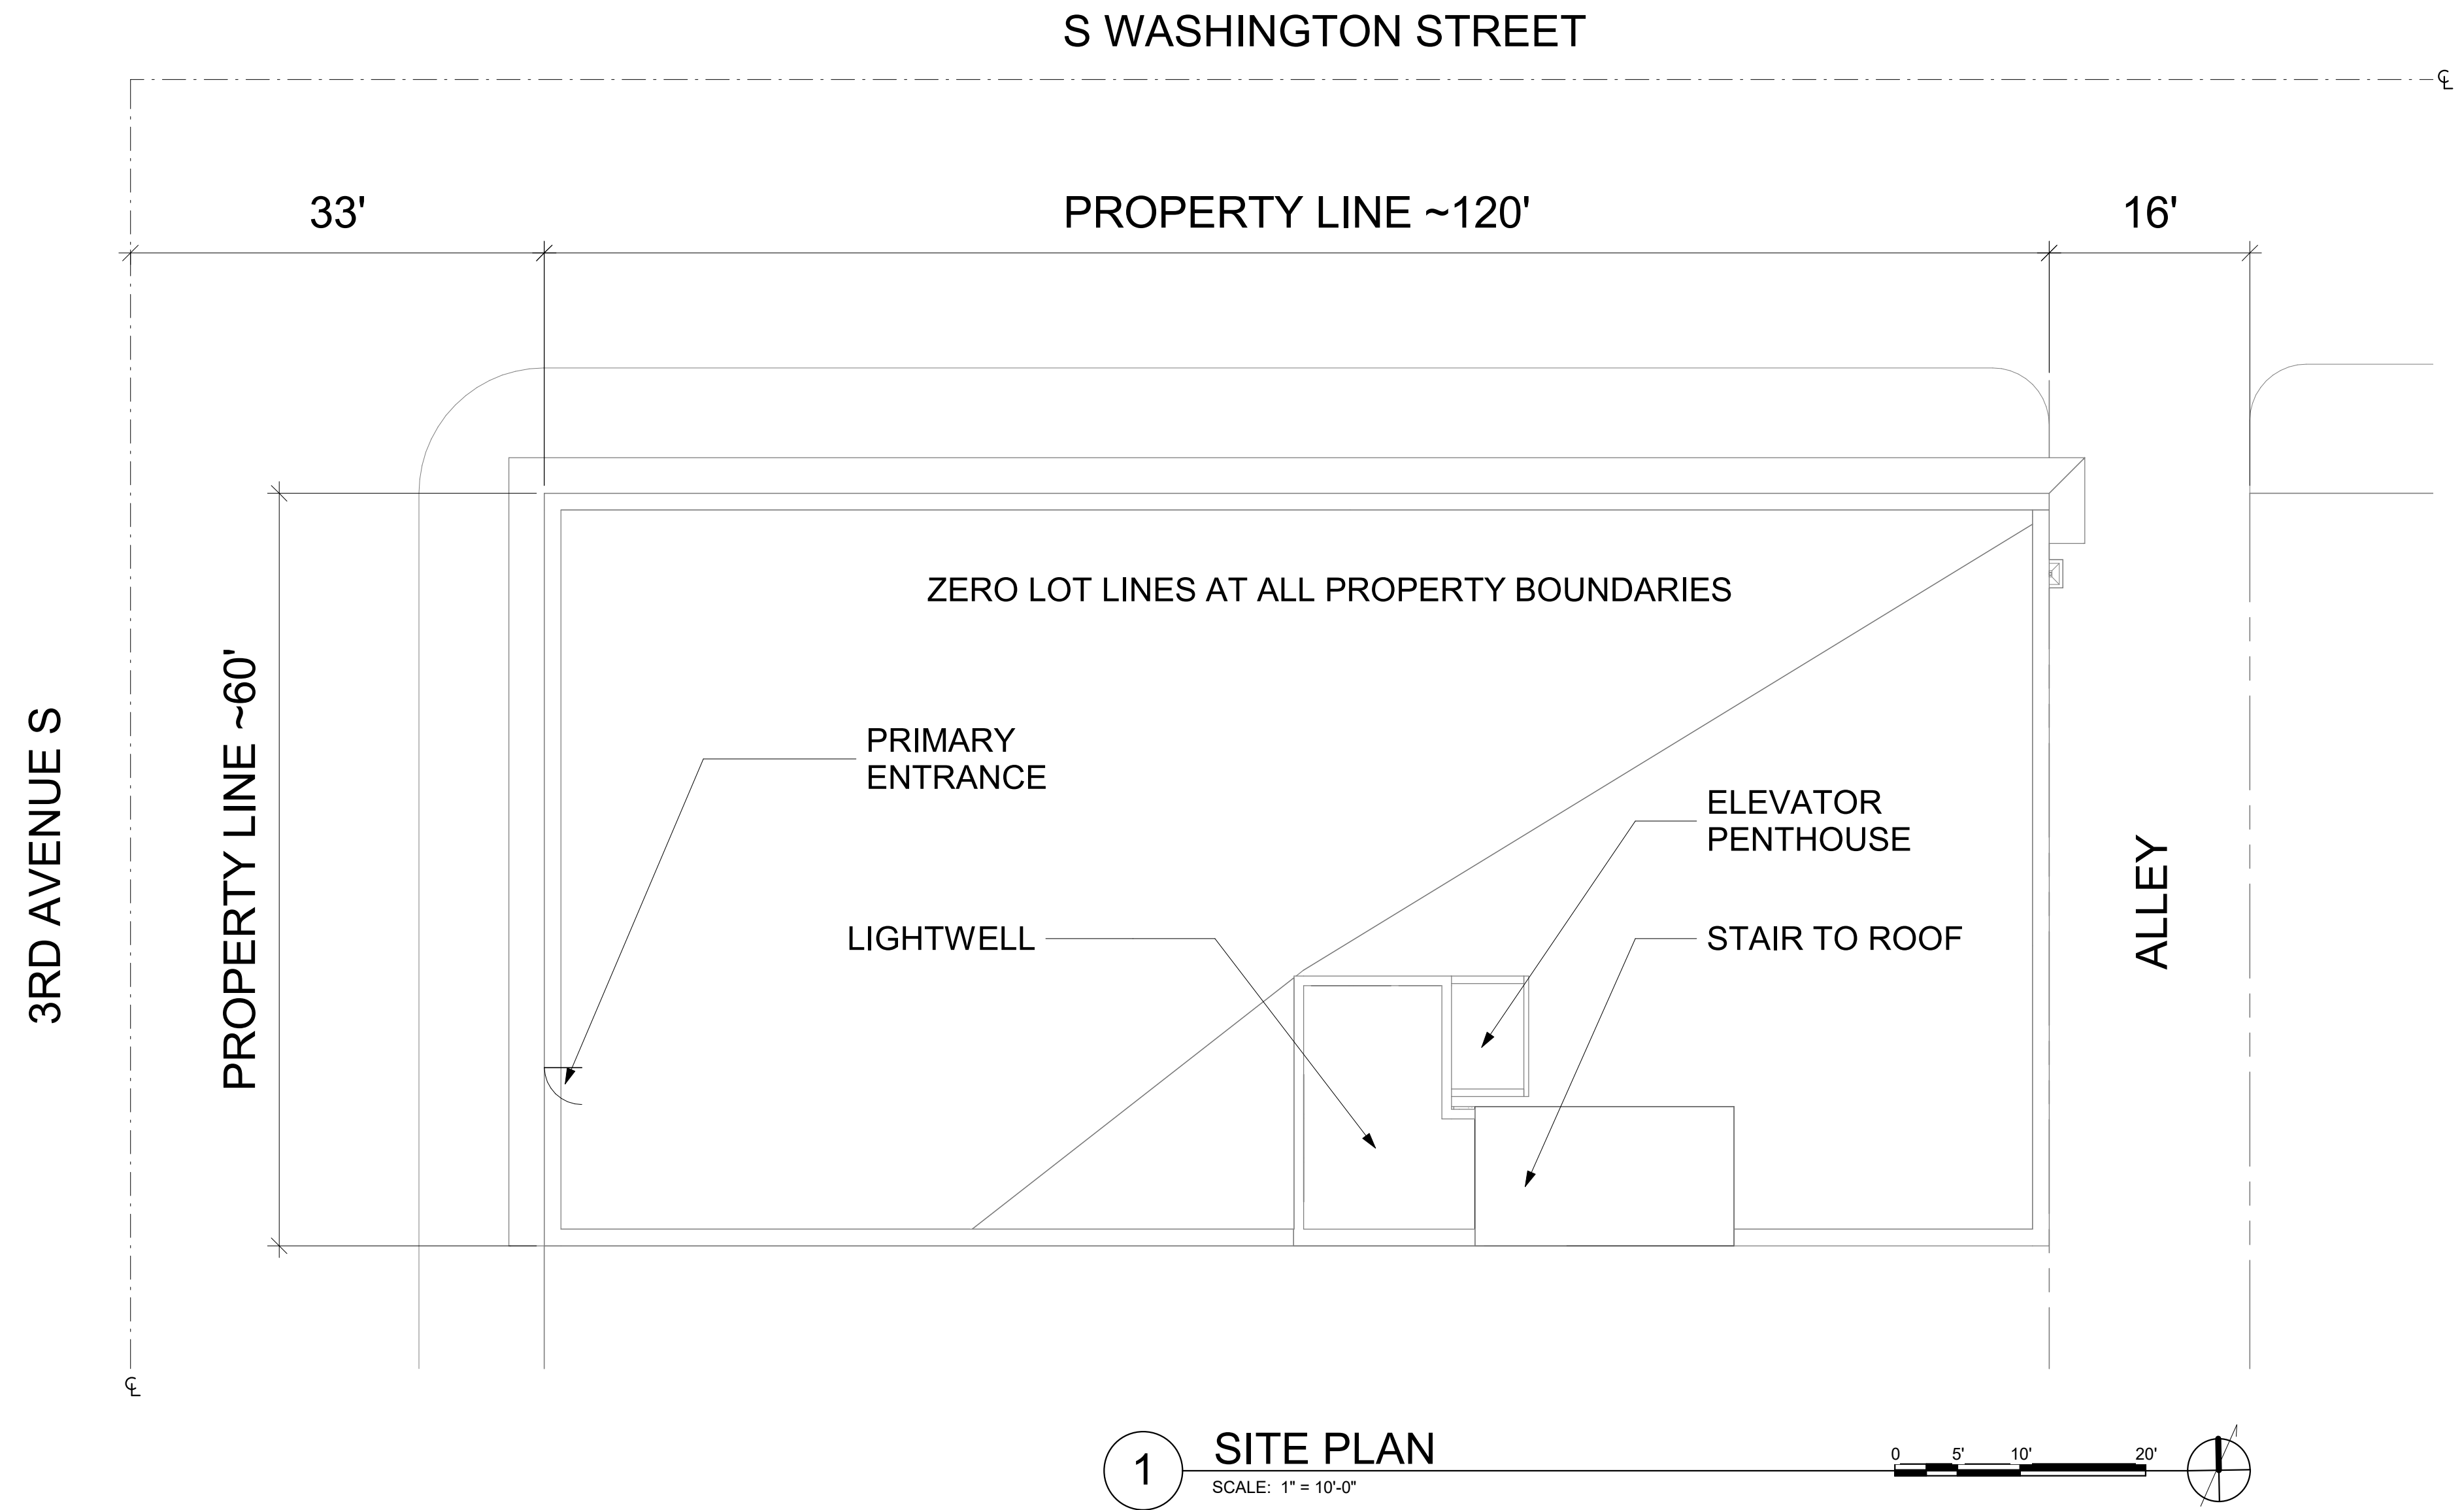 S WASHINGTON STREET
℄
33'
PROPERTY LINE ~120'
16'
ZERO LOT LINES AT ALL PROPERTY BOUNDARIES
3RD AVENUE S
PROPERTY LINE ~60'
PRIMARY
ENTRANCE
ELEVATOR
PENTHOUSE
LIGHTWELL
STAIR TO ROOF
ALLEY
℄
1
SITE PLAN
SCALE: 1" = 10'-0"
0 5' 10' 20'